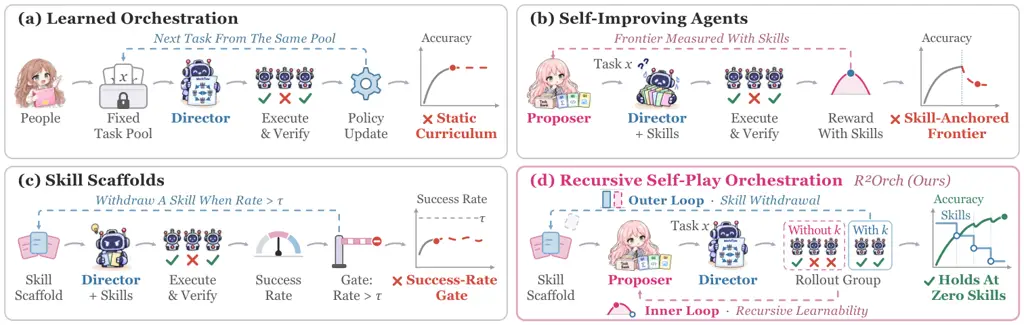 (a) Learned Orchestration
Next Task From The Same Pool
Accuracy
x
People
Fixed
Task Pool
Director
Execute
& Verify
Policy
Update
Static
Curriculum
(b) Self-Improving Agents
Frontier Measured With Skills
Accuracy
Task x
??
Proposer
Director
+ Skills
Execute
& Verify
Reward
With Skills
Skill-Anchored
Frontier
(c) Skill Scaffolds
Withdraw A Skill When Rate > τ
Success Rate
τ
Skill
Scaffold
Director
+ Skills
Execute
& Verify
Success
Rate
Gate:
Rate > τ
Success-Rate
Gate
(d) Recursive Self-Play Orchestration R²Orch (Ours)
Outer Loop · Skill Withdrawal
Accuracy
Skills
Task x
Without k
With k
Skill
Scaffold
Proposer
Director
Rollout Group
Holds At
Zero Skills
Inner Loop · Recursive Learnability